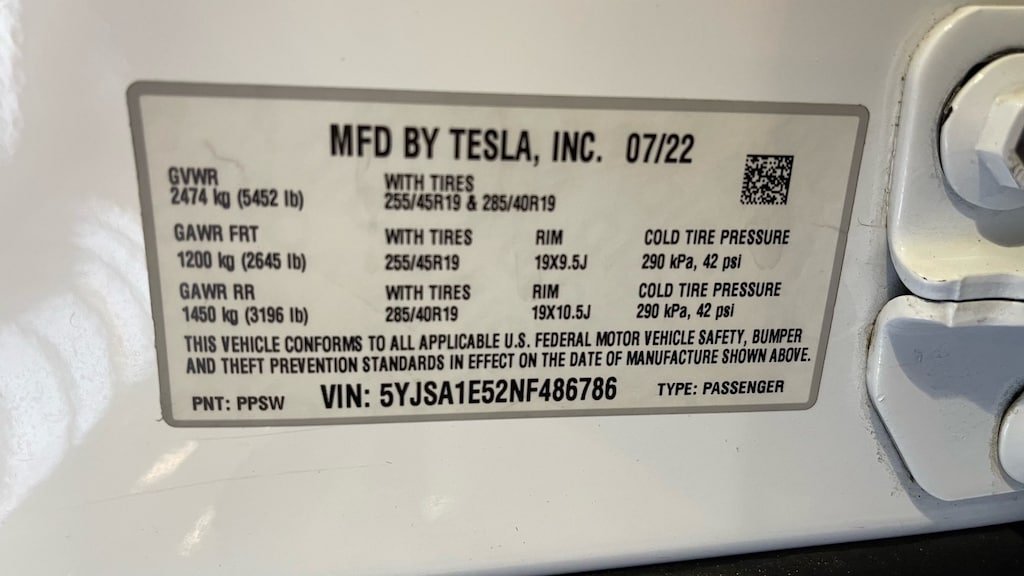 MFD BY TESLA, INC. 07/22
GVWR
2474 kg (5452 lb)
WITH TIRES
255/45R19 & 285/40R19
GAWR FRT WITH TIRES RIM COLD TIRE PRESSURE
1200 kg (2645 lb) 255/45R19 19X9.5J 290 kPa, 42 psi
GAWR RR WITH TIRES RIM COLD TIRE PRESSURE
1450 kg (3196 lb) 285/40R19 19X10.5J 290 kPa, 42 psi
THIS VEHICLE CONFORMS TO ALL APPLICABLE U.S. FEDERAL MOTOR VEHICLE SAFETY, BUMPER
AND THEFT PREVENTION STANDARDS IN EFFECT ON THE DATE OF MANUFACTURE SHOWN ABOVE.
PNT: PPSW VIN: 5YJSA1E52NF486786 TYPE: PASSENGER